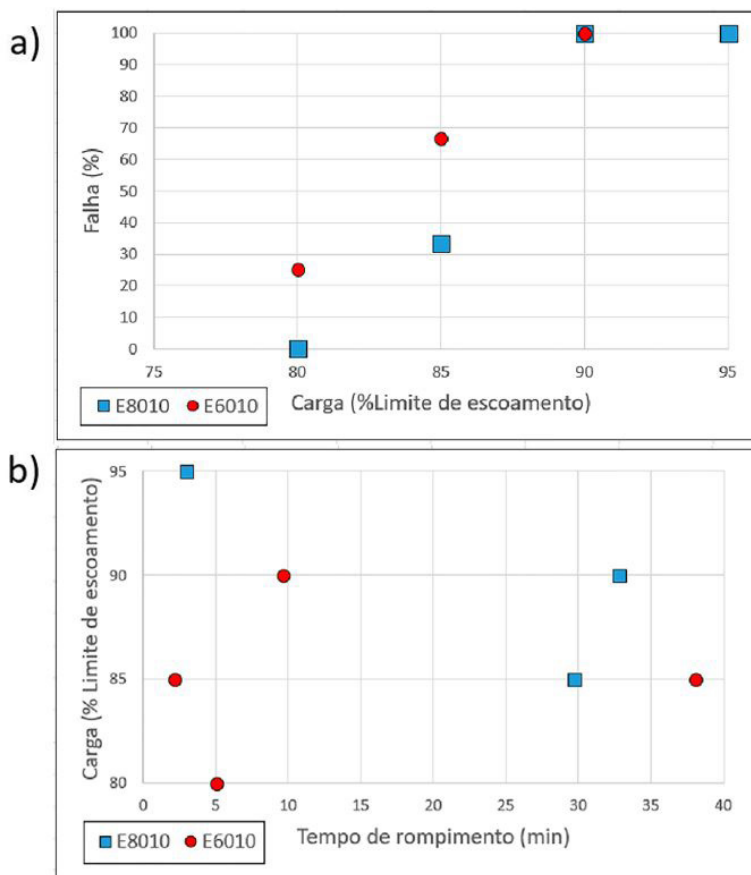 a)
100
90
80
70
60
50
40
30
20
10
0
Falha (%)
75 80 85 90 95
Carga (%Limite de escoamento)
E8010 E6010
b)
95
90
85
80
Carga (% Limite de escoamento)
0 5 10 15 20 25 30 35 40
Tempo de rompimento (min)
E8010 E6010